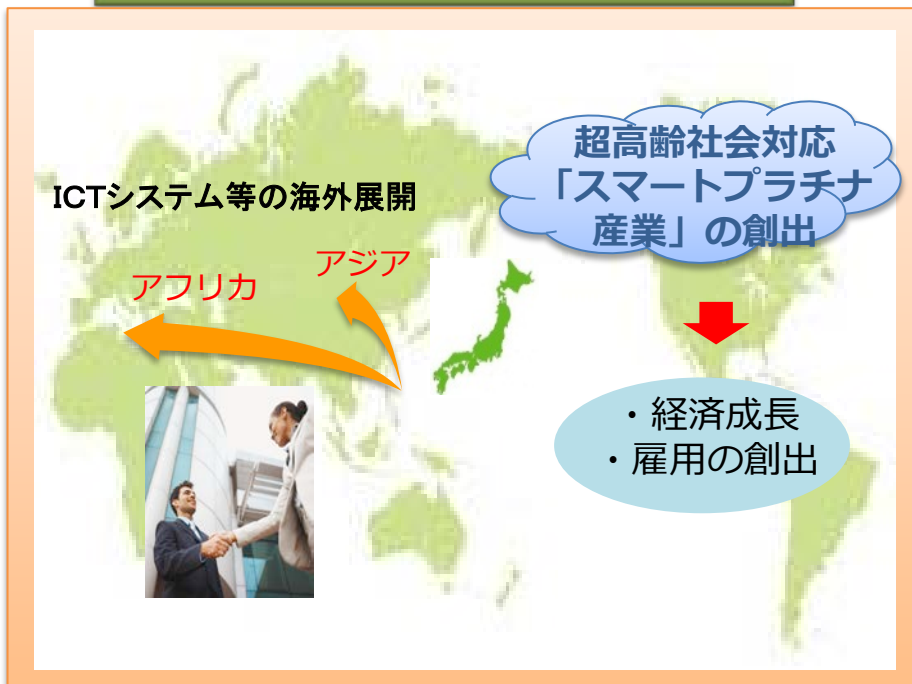 ICTシステム等の海外展開
アフリカ
アジア
超高齢社会対応
「スマートプラチナ
産業」の創出
・経済成長
・雇用の創出